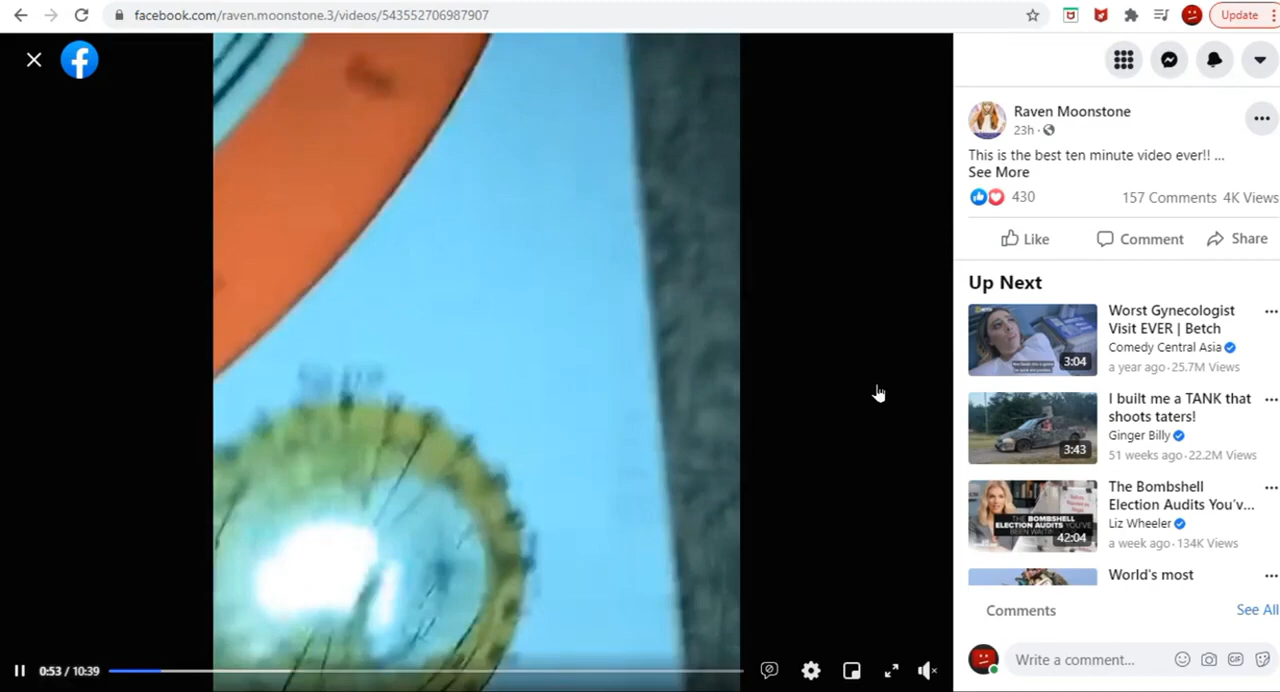 facebook.com/raven.moonstone.3/videos/543552706987907
Update
Raven Moonstone
23h
This is the best ten minute video ever!! ...
See More
430
157 Comments 4K Views
Like
Comment
Share
Up Next
Worst Gynecologist
Visit EVER | Betch
Comedy Central Asia
a year ago · 25.7M Views
3:04
I built me a TANK that
shoots taters!
Ginger Billy
51 weeks ago · 22.2M Views
3:43
The Bombshell
Election Audits You'v...
Liz Wheeler
a week ago · 134K Views
BOMBSHELL
ELECTION AUDITS
42:04
World's most
Comments
See All
Write a comment...
GIF
0:53 / 10:39